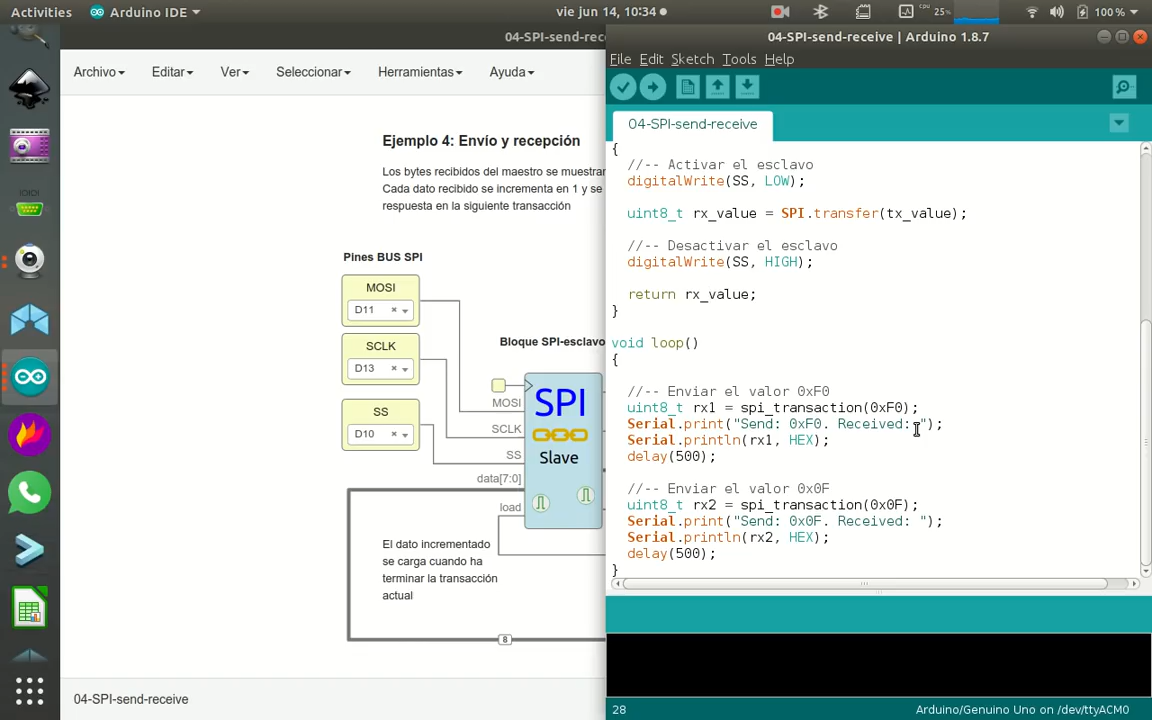 Activities
Arduino IDE
vie jun 14, 10:34
cpu
25%
100 %
04-SPI-send-rec
Archivo
Editar
Ver
Seleccionar
Herramientas
Ayuda
Ejemplo 4: Envío y recepción
Los bytes recibidos del maestro se muestrar
Cada dato recibido se incrementa en 1 y se
respuesta en la siguiente transacción
Pines BUS SPI
MOSI
D11
SCLK
D13
SS
D10
Bloque SPI-esclavo
MOSI
SCLK
SS
data[7:0]
load
SPI
Slave
El dato incrementado
se carga cuando ha
terminar la transacción
actual
8
04-SPI-send-receive
04-SPI-send-receive | Arduino 1.8.7
File Edit Sketch Tools Help
04-SPI-send-receive
{
//-- Activar el esclavo
digitalWrite(SS, LOW);
uint8_t rx_value = SPI.transfer(tx_value);
//-- Desactivar el esclavo
digitalWrite(SS, HIGH);
return rx_value;
}
void loop()
{
//-- Enviar el valor 0xF0
uint8_t rx1 = spi_transaction(0xF0);
Serial.print("Send: 0xF0. Received: ");
Serial.println(rx1, HEX);
delay(500);
//-- Enviar el valor 0x0F
uint8_t rx2 = spi_transaction(0x0F);
Serial.print("Send: 0x0F. Received: ");
Serial.println(rx2, HEX);
delay(500);
}
28
Arduino/Genuino Uno on /dev/ttyACM0